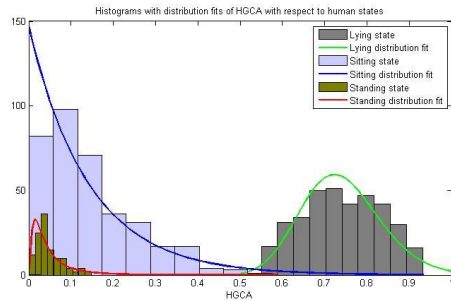 Histograms with distribution fits of HGCA with respect to human states
Lying state
Lying distribution fit
Sitting state
Sitting distribution fit
Standing state
Standing distribution fit
150
100
50
0
0 0.1 0.2 0.3 0.4 0.5 0.6 0.7 0.8 0.9
HGCA